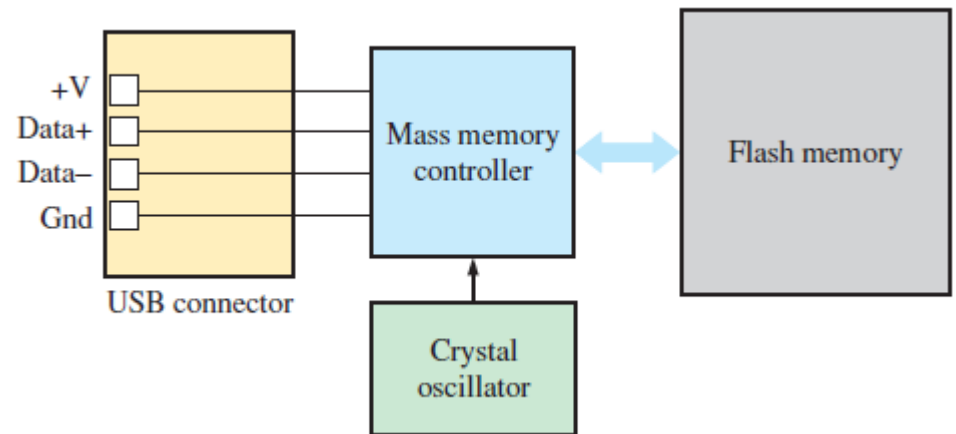 +V
Data+
Data–
Gnd
USB connector
Mass memory
controller
Flash memory
Crystal
oscillator